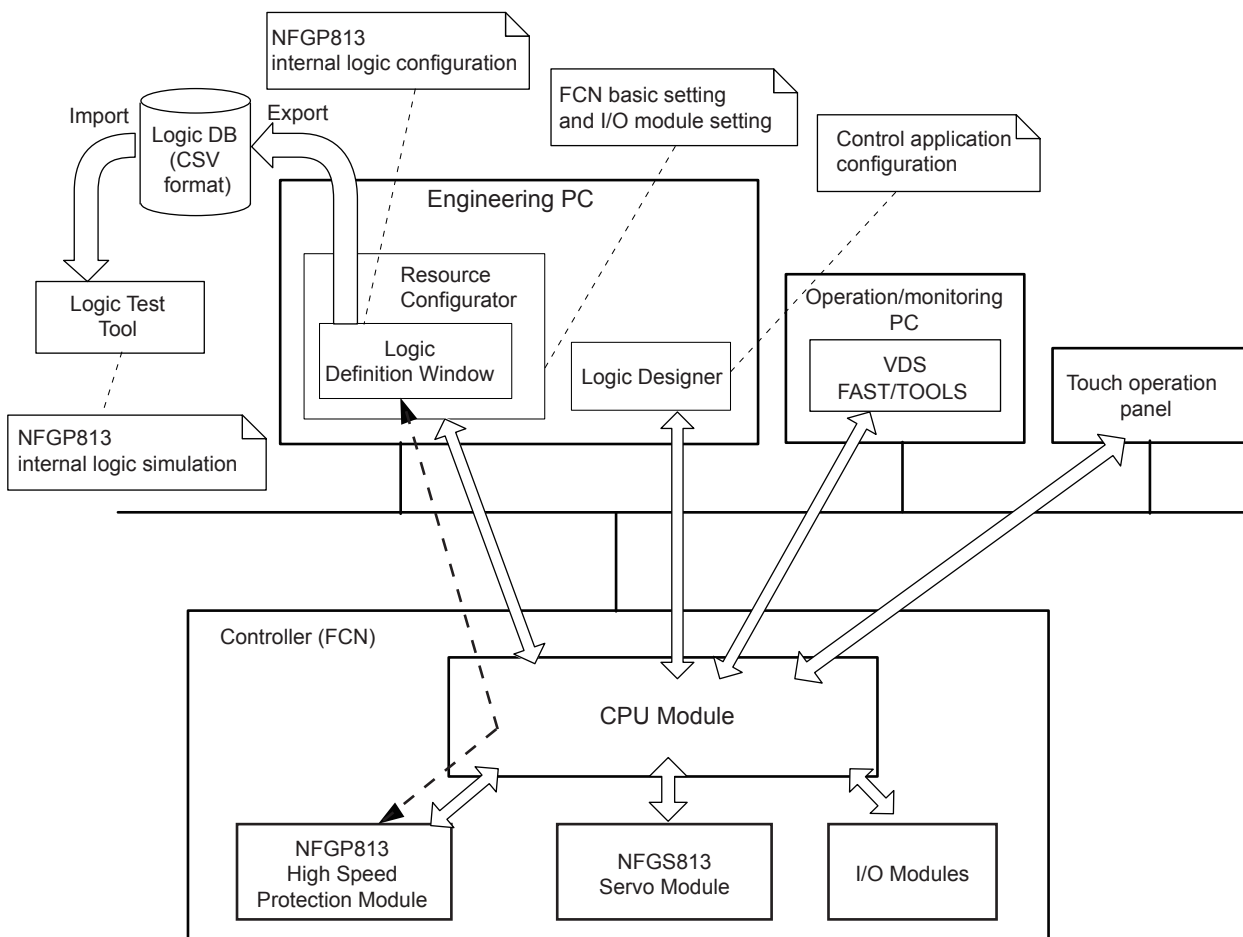 NFGP813
internal logic configuration
FCN basic setting
and I/O module setting
Import
Export
Logic DB
(CSV
format)
Control application
configuration
Engineering PC
Resource
Configurator
Logic Test
Tool
Operation/monitoring
PC
Logic
Definition Window
Logic Designer
VDS
FAST/TOOLS
Touch operation
panel
NFGP813
internal logic simulation
Controller (FCN)
CPU Module
NFGP813
High Speed
Protection Module
NFGS813
Servo Module
I/O Modules